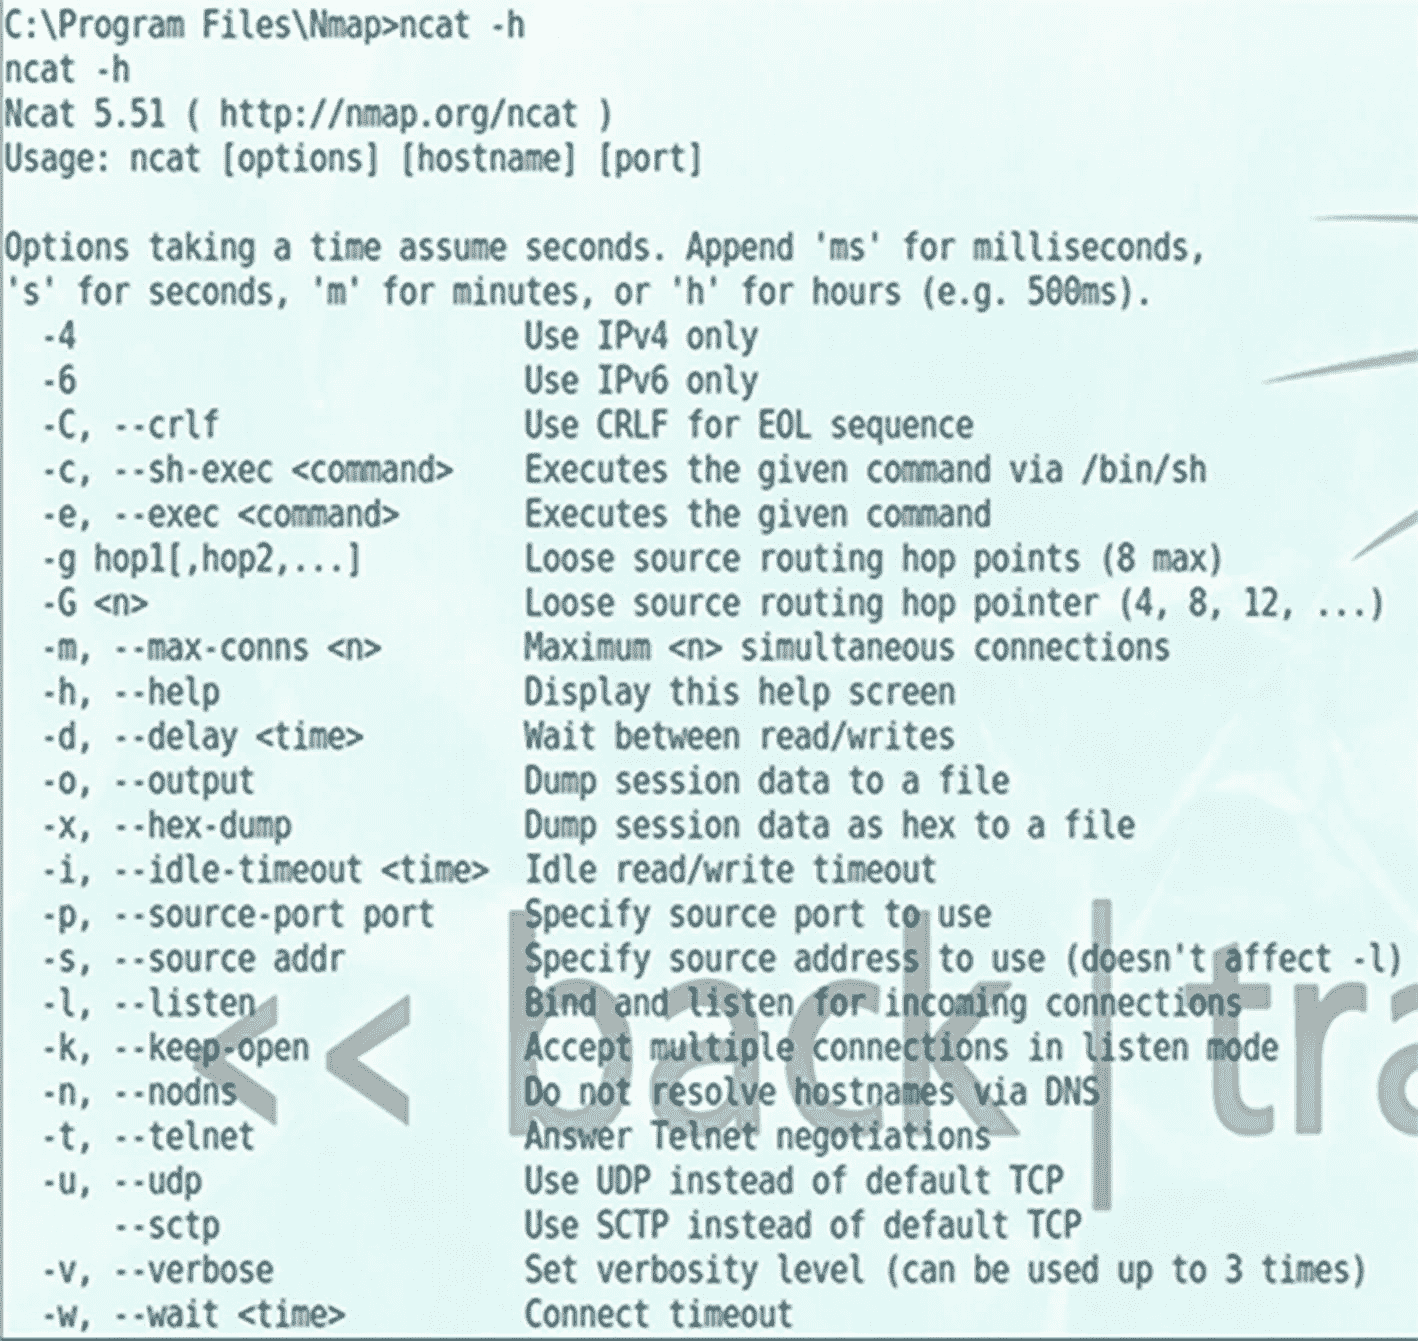 C:\Program Files\Nmap>ncat -h
ncat -h
Ncat 5.51 ( http://nmap.org/ncat )
Usage: ncat [options] [hostname] [port]

Options taking a time assume seconds. Append 'ms' for milliseconds,
's' for seconds, 'm' for minutes, or 'h' for hours (e.g. 500ms).
  -4                         Use IPv4 only
  -6                         Use IPv6 only
  -C, --crlf                 Use CRLF for EOL sequence
  -c, --sh-exec <command>    Executes the given command via /bin/sh
  -e, --exec <command>       Executes the given command
  -g hop1[,hop2,...]         Loose source routing hop points (8 max)
  -G <n>                     Loose source routing hop pointer (4, 8, 12, ...)
  -m, --max-conns <n>        Maximum <n> simultaneous connections
  -h, --help                 Display this help screen
  -d, --delay <time>         Wait between read/writes
  -o, --output               Dump session data to a file
  -x, --hex-dump             Dump session data as hex to a file
  -i, --idle-timeout <time>  Idle read/write timeout
  -p, --source-port port     Specify source port to use
  -s, --source addr          Specify source address to use (doesn't affect -l)
  -l, --listen               Bind and listen for incoming connections
  -k, --keep-open            Accept multiple connections in listen mode
  -n, --nodns                Do not resolve hostnames via DNS
  -t, --telnet               Answer Telnet negotiations
  -u, --udp                  Use UDP instead of default TCP
      --sctp                 Use SCTP instead of default TCP
  -v, --verbose              Set verbosity level (can be used up to 3 times)
  -w, --wait <time>          Connect timeout
<< back | tra